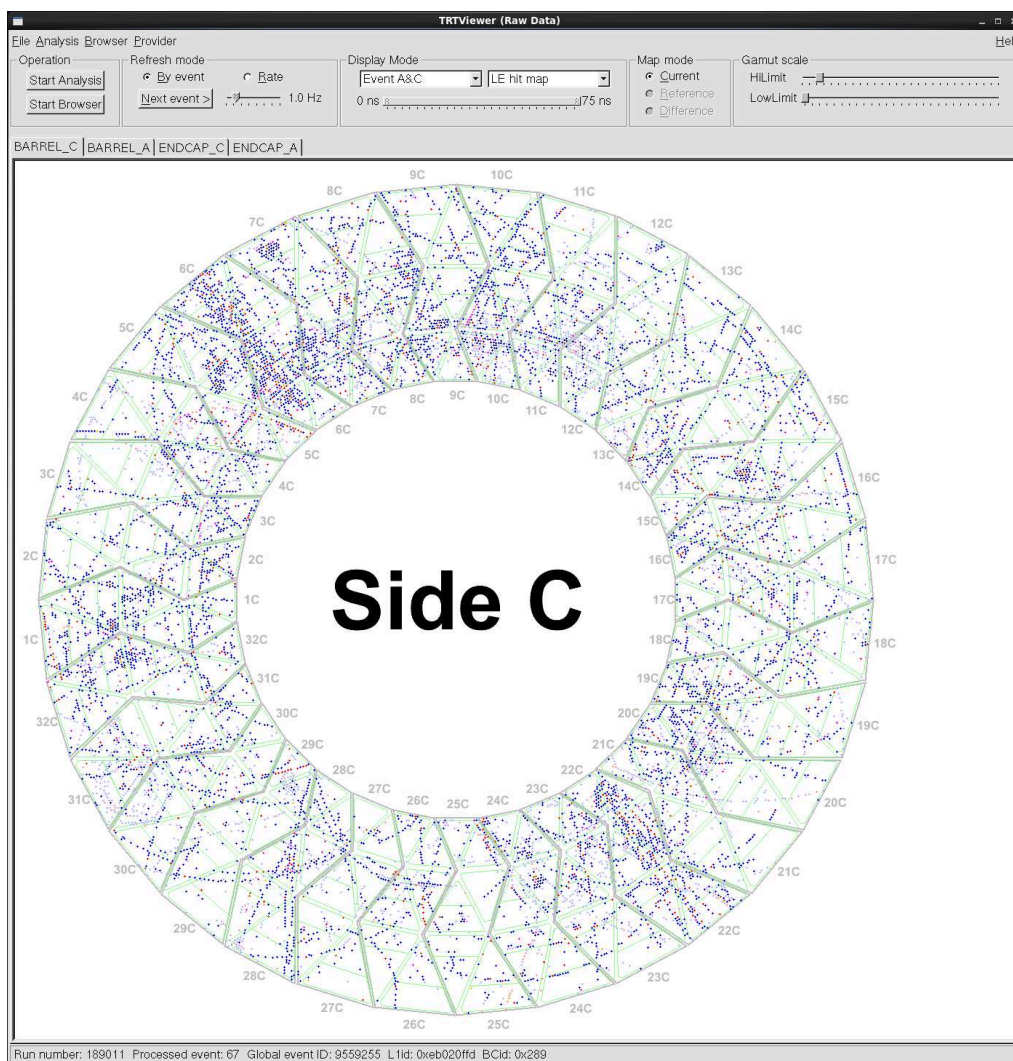 TRTViewer (Raw Data)
File Analysis Browser Provider
Operation Refresh mode Display Mode Map mode Gamut scale
Start Analysis By event Rate Event A&C LE hit map Current HiLimit
Start Browser Next event > 1.0 Hz 0 ns 75 ns Reference LowLimit
Difference
BARREL_C BARREL_A ENDCAP_C ENDCAP_A
9C 10C
8C 11C
7C 12C
6C 13C
5C 14C
4C 15C
3C 16C
2C 17C
1C 18C
32C 19C
31C 20C
30C 21C
29C 22C
28C 23C
27C 24C
26C 25C
9C
8C 10C
7C 11C
6C 12C
5C 13C
4C 14C
3C 15C
2C 16C
1C 17C
32C 18C
31C 19C
30C 20C
29C 21C
28C 22C
27C 23C
26C 25C 24C
Side C
Run number: 189011 Processed event: 67 Global event ID: 9559255 L1id: 0xeb020ffd BCid: 0x289